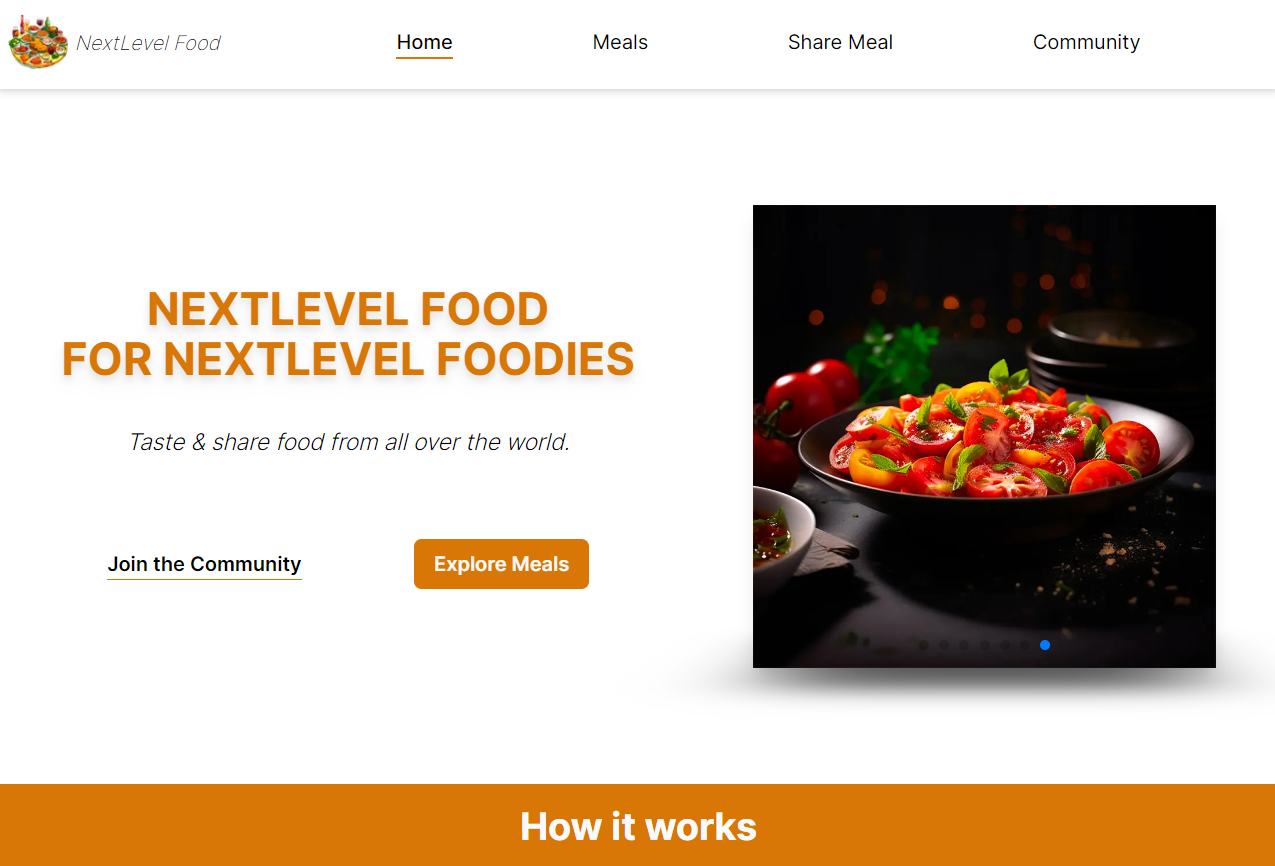 NextLevel Food
Home
Meals
Share Meal
Community
NEXTLEVEL FOOD
FOR NEXTLEVEL FOODIES
Taste & share food from all over the world.
Join the Community
Explore Meals
How it works